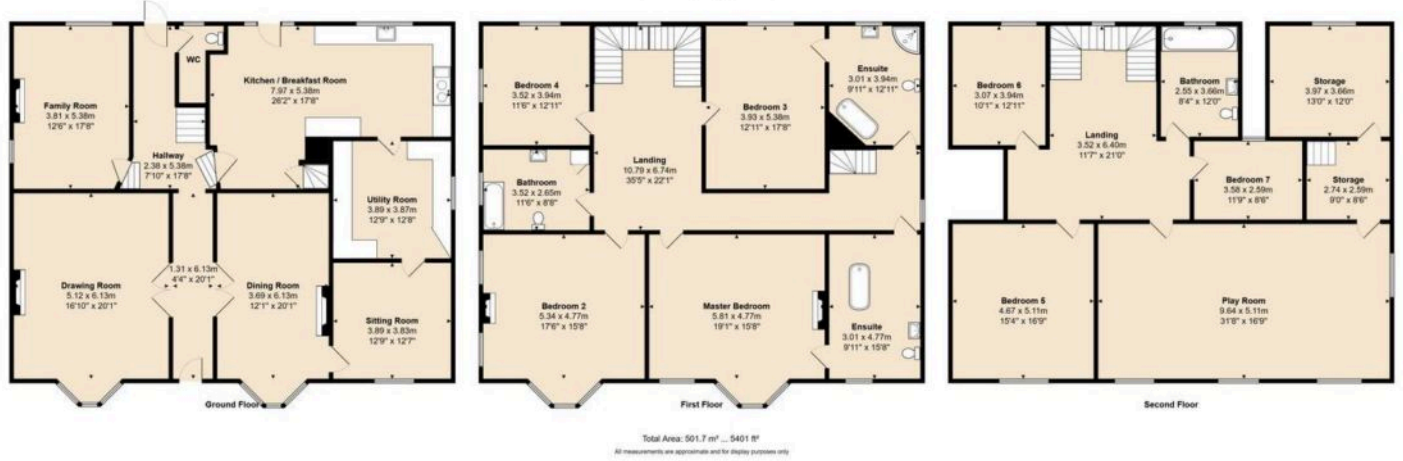 Family Room
3.81 x 5.38m
12'6" x 17'8"
WC
Kitchen / Breakfast Room
7.97 x 5.38m
26'2" x 17'8"
Hallway
2.38 x 5.38m
7'10" x 17'8"
Utility Room
3.89 x 3.87m
12'9" x 12'8"
Drawing Room
5.12 x 6.13m
16'10" x 20'1"
1.31 x 6.13m
4'4" x 20'1"
Dining Room
3.69 x 6.13m
12'1" x 20'1"
Sitting Room
3.89 x 3.83m
12'9" x 12'7"
Ground Floor
Bedroom 4
3.52 x 3.94m
11'6" x 12'11"
Bedroom 3
3.93 x 5.38m
12'11" x 17'8"
Ensuite
3.01 x 3.94m
9'11" x 12'11"
Landing
10.79 x 6.74m
35'5" x 22'1"
Bathroom
3.52 x 2.65m
11'6" x 8'8"
Bedroom 2
5.34 x 4.77m
17'6" x 15'8"
Master Bedroom
5.81 x 4.77m
19'1" x 15'8"
Ensuite
3.01 x 4.77m
9'11" x 15'8"
First Floor
Bedroom 6
3.07 x 3.94m
10'1" x 12'11"
Bathroom
2.55 x 3.66m
8'4" x 12'0"
Storage
3.97 x 3.66m
13'0" x 12'0"
Landing
3.52 x 6.40m
11'7" x 21'0"
Bedroom 7
3.58 x 2.59m
11'9" x 8'6"
Storage
2.74 x 2.59m
9'0" x 8'6"
Bedroom 5
4.67 x 5.11m
15'4" x 16'9"
Play Room
9.64 x 5.11m
31'8" x 16'9"
Second Floor
Total Area: 501.7 m² ... 5401 ft²
All measurements are approximate and for display purposes only